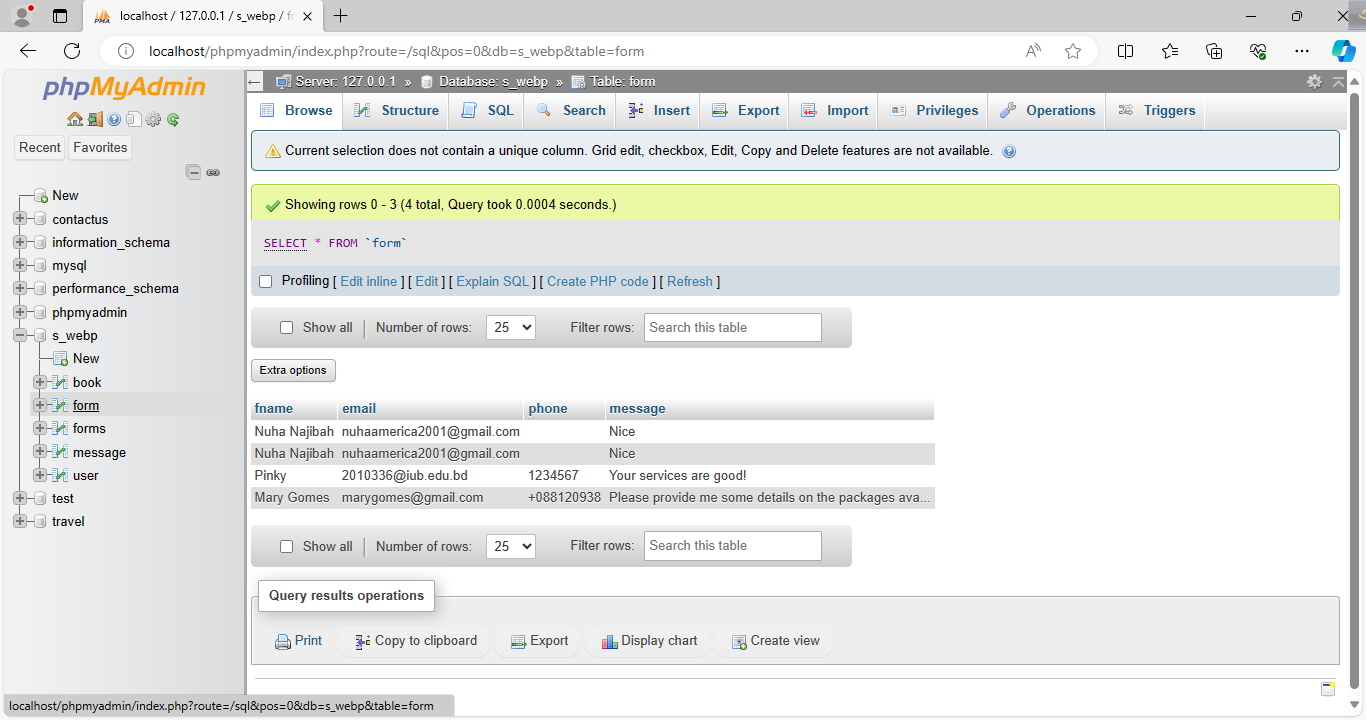 localhost / 127.0.0.1 / s_webp / f
localhost/phpmyadmin/index.php?route=/sql&pos=0&db=s_webp&table=form
phpMyAdmin
Recent Favorites
New
contactus
information_schema
mysql
performance_schema
phpmyadmin
s_webp
New
book
form
forms
message
user
test
travel
Server: 127.0.0.1 » Database: s_webp » Table: form
Browse Structure SQL Search Insert Export Import Privileges Operations Triggers
Current selection does not contain a unique column. Grid edit, checkbox, Edit, Copy and Delete features are not available.
Showing rows 0 - 3 (4 total, Query took 0.0004 seconds.)
SELECT * FROM `form`
Profiling [ Edit inline ] [ Edit ] [ Explain SQL ] [ Create PHP code ] [ Refresh ]
Show all | Number of rows: 25 Filter rows: Search this table
Extra options
fname email phone message
Nuha Najibah nuhaamerica2001@gmail.com Nice
Nuha Najibah nuhaamerica2001@gmail.com Nice
Pinky 2010336@iub.edu.bd 1234567 Your services are good!
Mary Gomes marygomes@gmail.com +088120938 Please provide me some details on the packages ava...
Show all | Number of rows: 25 Filter rows: Search this table
Query results operations
Print Copy to clipboard Export Display chart Create view
localhost/phpmyadmin/index.php?route=/sql&pos=0&db=s_webp&table=form